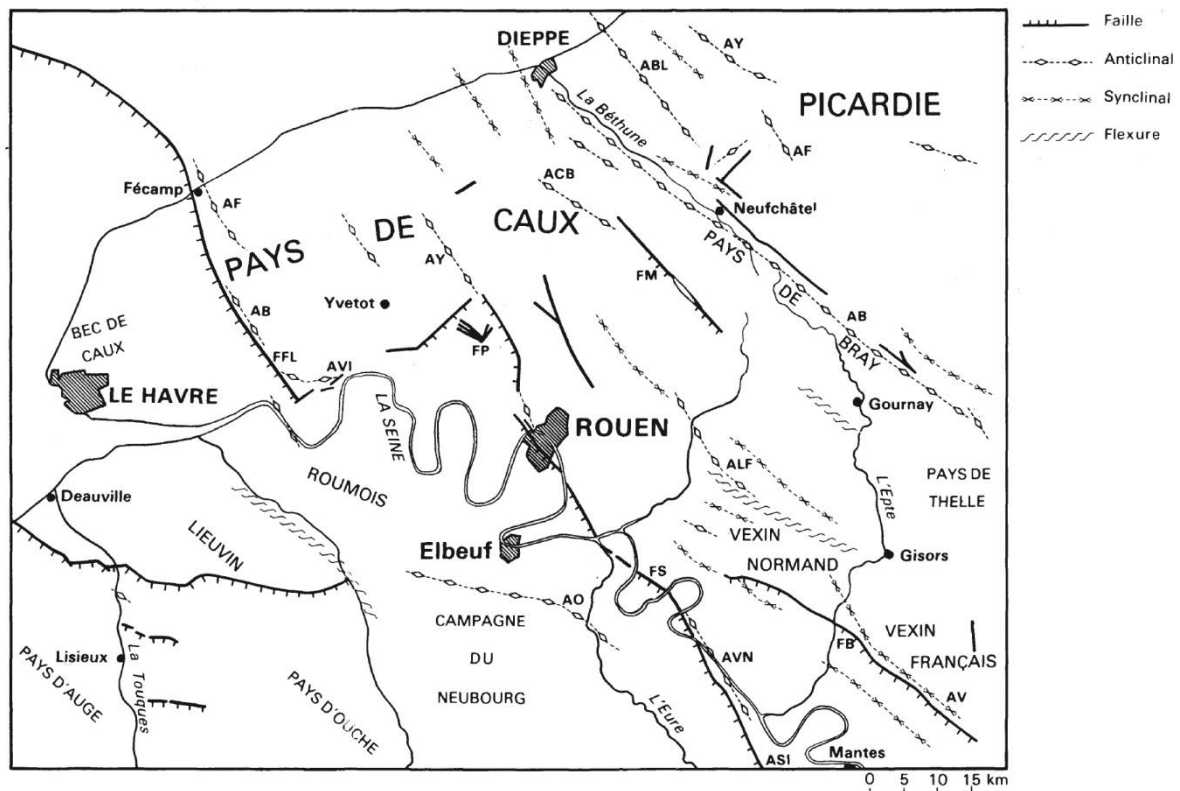 Faille
Anticlinal
Synclinal
Flexure
DIEPPE
ABL
AY
PICARDIE
La Béthune
AF
Fécamp
AF
ACB
Neufchâtel
PAYS
DE
CAUX
PAYS
DE
BRAY
AY
FM
AB
Yvetot
AB
BEC DE
CAUX
FFL
AVI
FP
LE HAVRE
LA SEINE
ROUEN
Gournay
ROUMOIS
ALF
PAYS DE
THELLE
L'Epte
Deauville
LIEUVIN
VEXIN
NORMAND
Elbeuf
Gisors
FS
AO
CAMPAGNE
DU
NEUBOURG
VEXIN
FRANÇAIS
FB
AVN
AV
Lisieux
La Touques
PAYS D'AUGE
PAYS D'OUCHE
L'Eure
Mantes
ASI
0 5 10 15 km